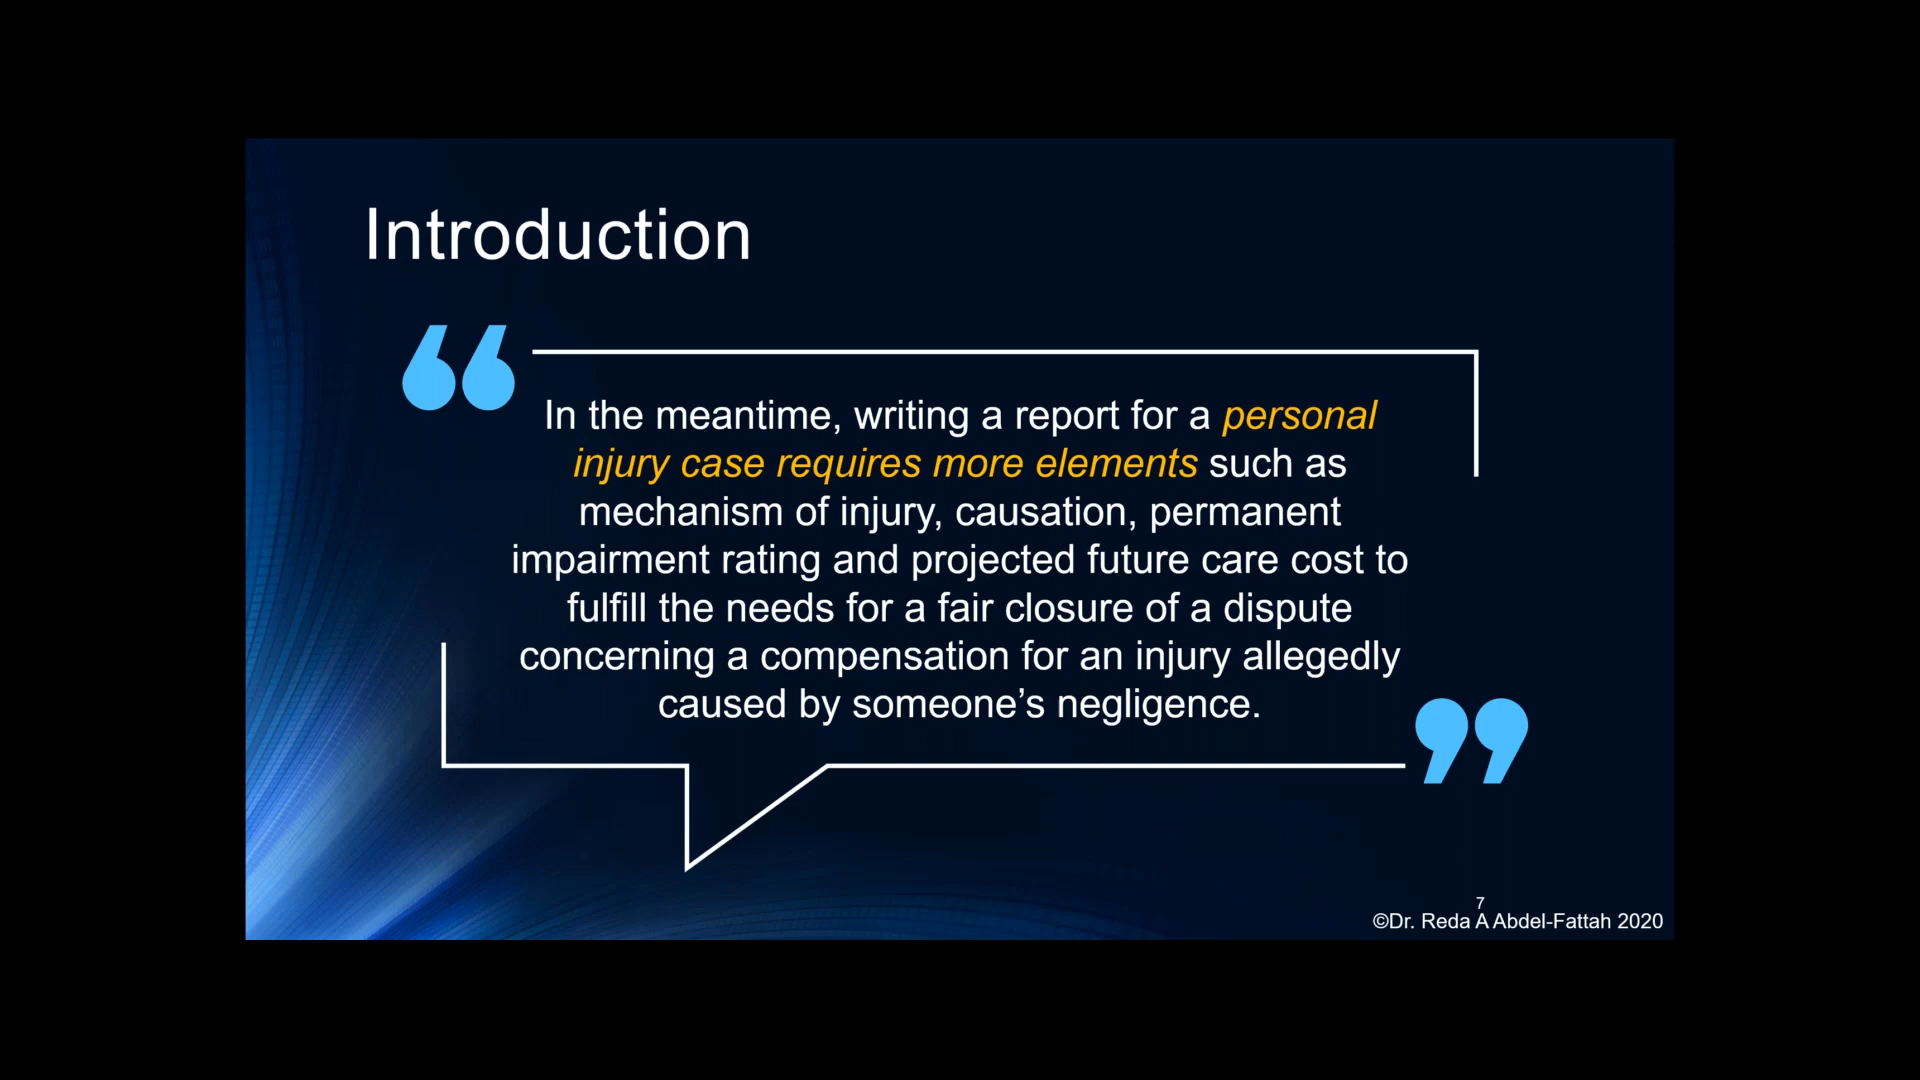 Introduction
“
In the meantime, writing a report for a personal
injury case requires more elements such as
mechanism of injury, causation, permanent
impairment rating and projected future care cost to
fulfill the needs for a fair closure of a dispute
concerning a compensation for an injury allegedly
caused by someone’s negligence.
”
7
©Dr. Reda A Abdel-Fattah 2020